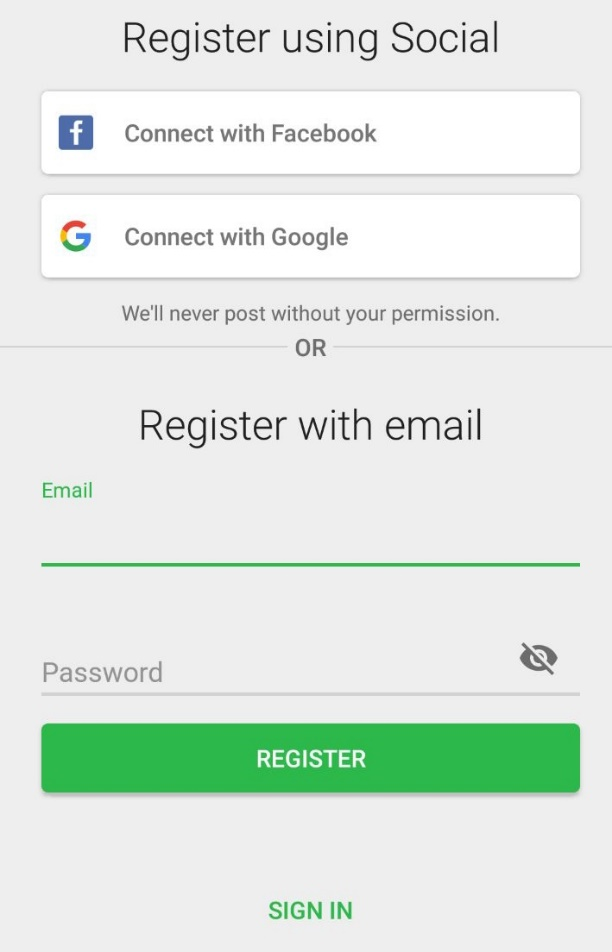 Register using Social
Connect with Facebook
Connect with Google
We'll never post without your permission.
OR
Register with email
Email
Password
REGISTER
SIGN IN